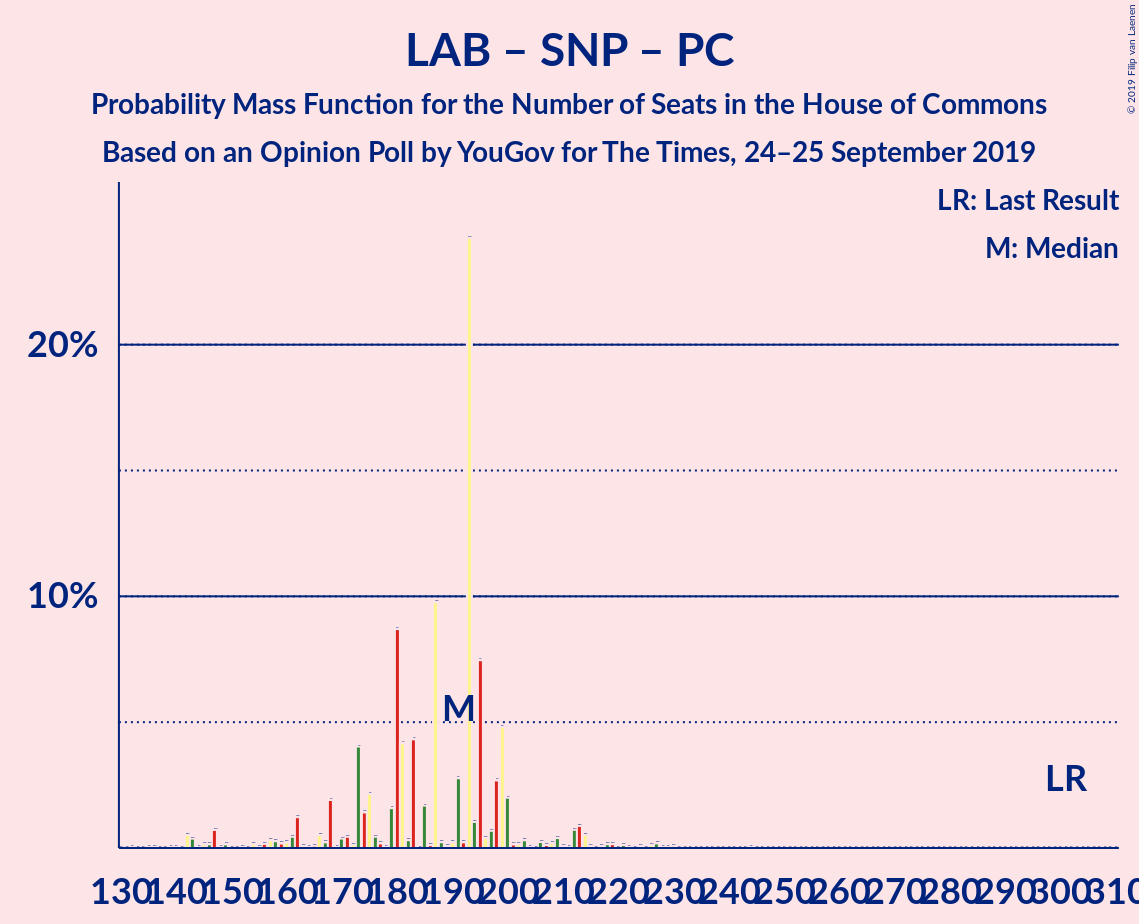 LAB – SNP – PC
Probability Mass Function for the Number of Seats in the House of Commons
Based on an Opinion Poll by YouGov for The Times, 24–25 September 2019
© 2019 Filip van Laenen
LR: Last Result
M: Median
20%
10%
M
LR
130 140 150 160 170 180 190 200 210 220 230 240 250 260 270 280 290 300 310